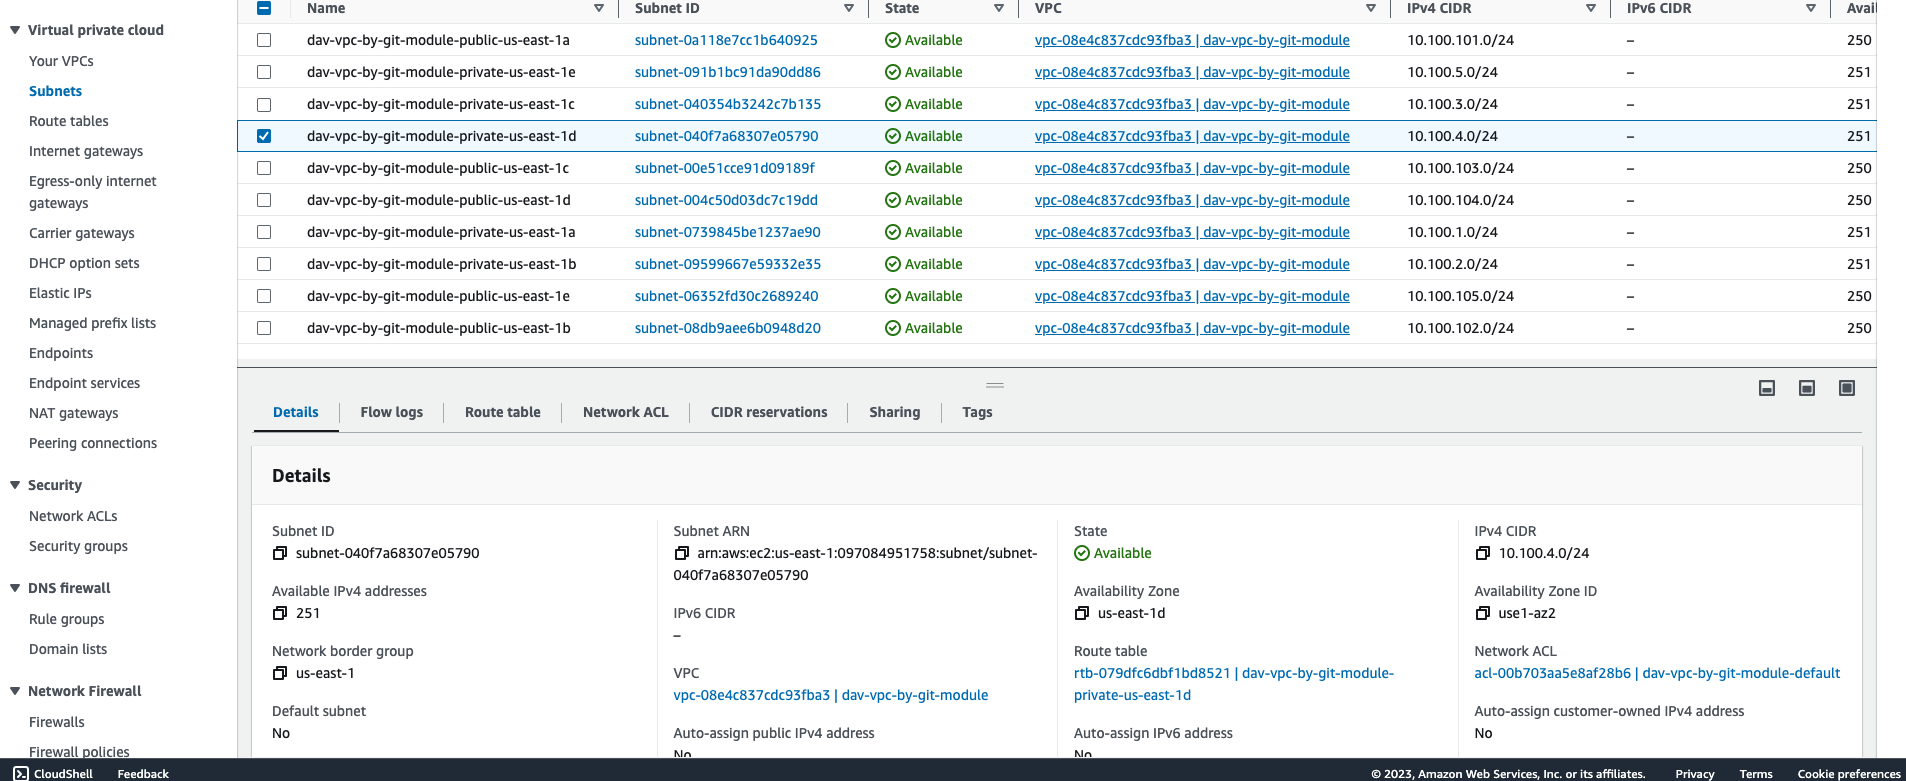 Virtual private cloud
Your VPCs
Subnets
Route tables
Internet gateways
Egress-only internet
gateways
Carrier gateways
DHCP option sets
Elastic IPs
Managed prefix lists
Endpoints
Endpoint services
NAT gateways
Peering connections
Security
Network ACLs
Security groups
DNS firewall
Rule groups
Domain lists
Network Firewall
Firewalls
Firewall policies
Name Subnet ID State VPC IPv4 CIDR IPv6 CIDR Avail
dav-vpc-by-git-module-public-us-east-1a subnet-0a118e7cc1b640925 Available vpc-08e4c837cdc93fba3 | dav-vpc-by-git-module 10.100.101.0/24 – 250
dav-vpc-by-git-module-private-us-east-1e subnet-091b1bc91da90dd86 Available vpc-08e4c837cdc93fba3 | dav-vpc-by-git-module 10.100.5.0/24 – 251
dav-vpc-by-git-module-private-us-east-1c subnet-040354b3242c7b135 Available vpc-08e4c837cdc93fba3 | dav-vpc-by-git-module 10.100.3.0/24 – 251
dav-vpc-by-git-module-private-us-east-1d subnet-040f7a68307e05790 Available vpc-08e4c837cdc93fba3 | dav-vpc-by-git-module 10.100.4.0/24 – 251
dav-vpc-by-git-module-public-us-east-1c subnet-00e51cce91d09189f Available vpc-08e4c837cdc93fba3 | dav-vpc-by-git-module 10.100.103.0/24 – 250
dav-vpc-by-git-module-public-us-east-1d subnet-004c50d03dc7c19dd Available vpc-08e4c837cdc93fba3 | dav-vpc-by-git-module 10.100.104.0/24 – 250
dav-vpc-by-git-module-private-us-east-1a subnet-0739845be1237ae90 Available vpc-08e4c837cdc93fba3 | dav-vpc-by-git-module 10.100.1.0/24 – 251
dav-vpc-by-git-module-private-us-east-1b subnet-09599667e59332e35 Available vpc-08e4c837cdc93fba3 | dav-vpc-by-git-module 10.100.2.0/24 – 251
dav-vpc-by-git-module-public-us-east-1e subnet-06352fd30c2689240 Available vpc-08e4c837cdc93fba3 | dav-vpc-by-git-module 10.100.105.0/24 – 250
dav-vpc-by-git-module-public-us-east-1b subnet-08db9aee6b0948d20 Available vpc-08e4c837cdc93fba3 | dav-vpc-by-git-module 10.100.102.0/24 – 250
Details Flow logs Route table Network ACL CIDR reservations Sharing Tags
Details
Subnet ID
subnet-040f7a68307e05790
Available IPv4 addresses
251
Network border group
us-east-1
Default subnet
No
Subnet ARN
arn:aws:ec2:us-east-1:097084951758:subnet/subnet-
040f7a68307e05790
IPv6 CIDR
–
VPC
vpc-08e4c837cdc93fba3 | dav-vpc-by-git-module
Auto-assign public IPv4 address
No
State
Available
Availability Zone
us-east-1d
Route table
rtb-079dfc6dbf1bd8521 | dav-vpc-by-git-module-
private-us-east-1d
Auto-assign IPv6 address
No
IPv4 CIDR
10.100.4.0/24
Availability Zone ID
use1-az2
Network ACL
acl-00b703aa5e8af28b6 | dav-vpc-by-git-module-default
Auto-assign customer-owned IPv4 address
No
CloudShell Feedback © 2023, Amazon Web Services, Inc. or its affiliates. Privacy Terms Cookie preferences